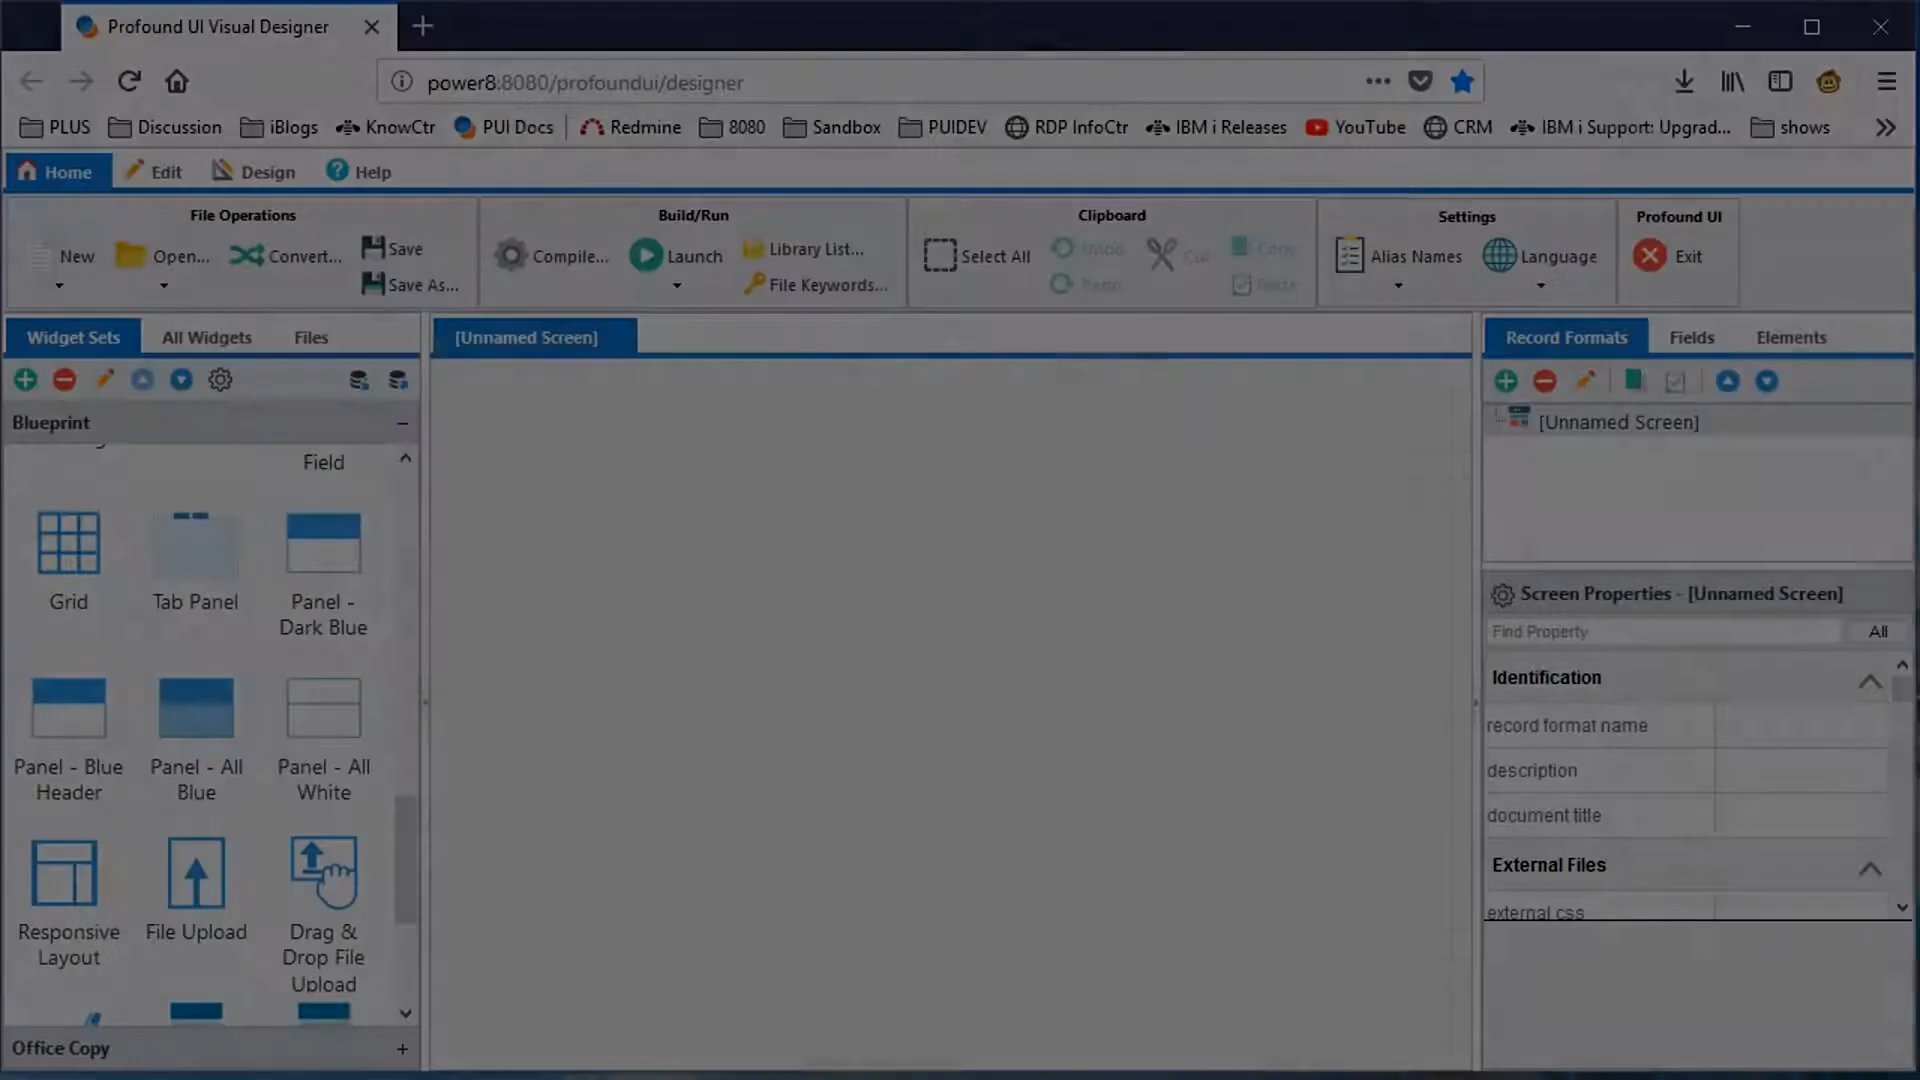 Profound UI Visual Designer
power8:8080/profoundui/designer
PLUS Discussion iBlogs KnowCtr PUI Docs Redmine 8080 Sandbox PUIDEV RDP InfoCtr IBM i Releases YouTube CRM IBM i Support: Upgrad... shows
Home Edit Design Help
File Operations Build/Run Clipboard Settings Profound UI
New Open... Convert... Save Save As...
Compile... Launch Library List... File Keywords...
Select All Undo Redo Cut Copy Paste
Alias Names Language Exit
Widget Sets All Widgets Files
[Unnamed Screen]
Record Formats Fields Elements
Blueprint
[Unnamed Screen]
Field
Grid
Tab Panel
Panel -
Dark Blue
Panel - Blue
Header
Panel - All
Blue
Panel - All
White
Responsive
Layout
File Upload
Drag &
Drop File
Upload
Office Copy
Screen Properties - [Unnamed Screen]
Find Property All
Identification
record format name
description
document title
External Files
external css